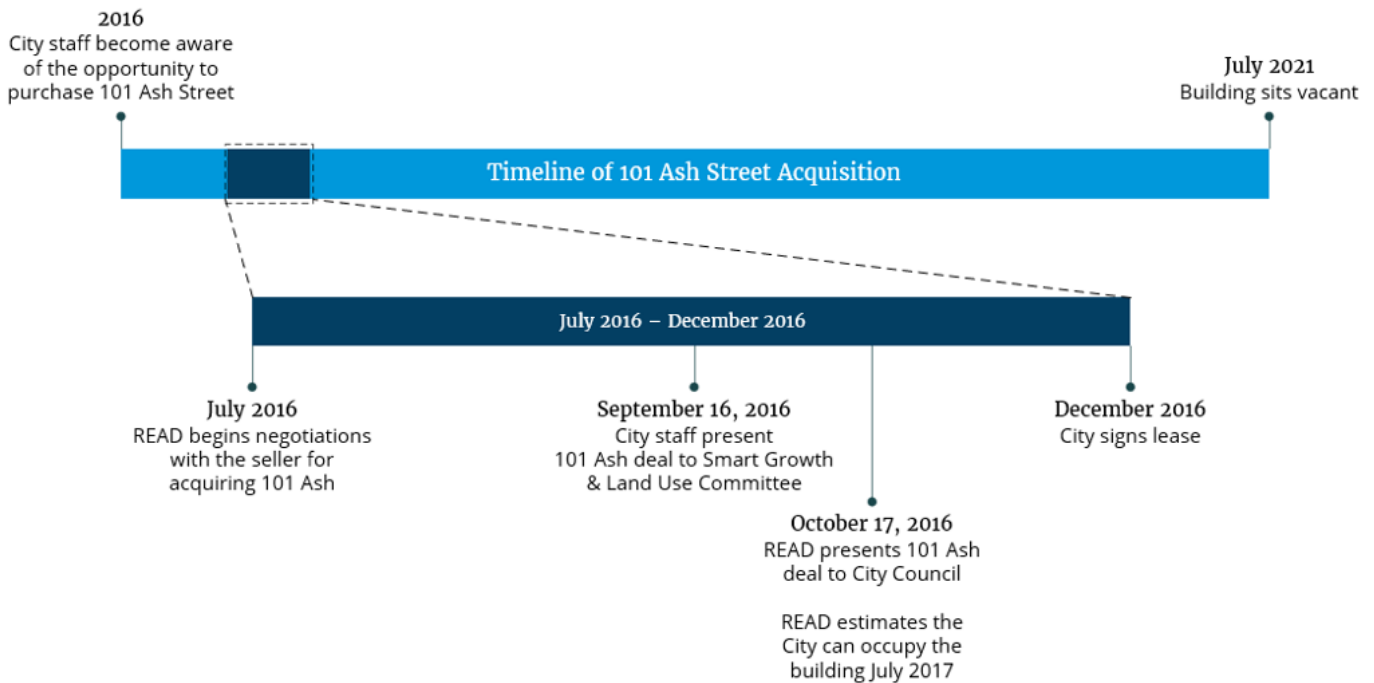 2016
City staff become aware
of the opportunity to
purchase 101 Ash Street
July 2021
Building sits vacant
Timeline of 101 Ash Street Acquisition
July 2016 – December 2016
July 2016
READ begins negotiations
with the seller for
acquiring 101 Ash
September 16, 2016
City staff present
101 Ash deal to Smart Growth
& Land Use Committee
October 17, 2016
READ presents 101 Ash
deal to City Council
READ estimates the
City can occupy the
building July 2017
December 2016
City signs lease